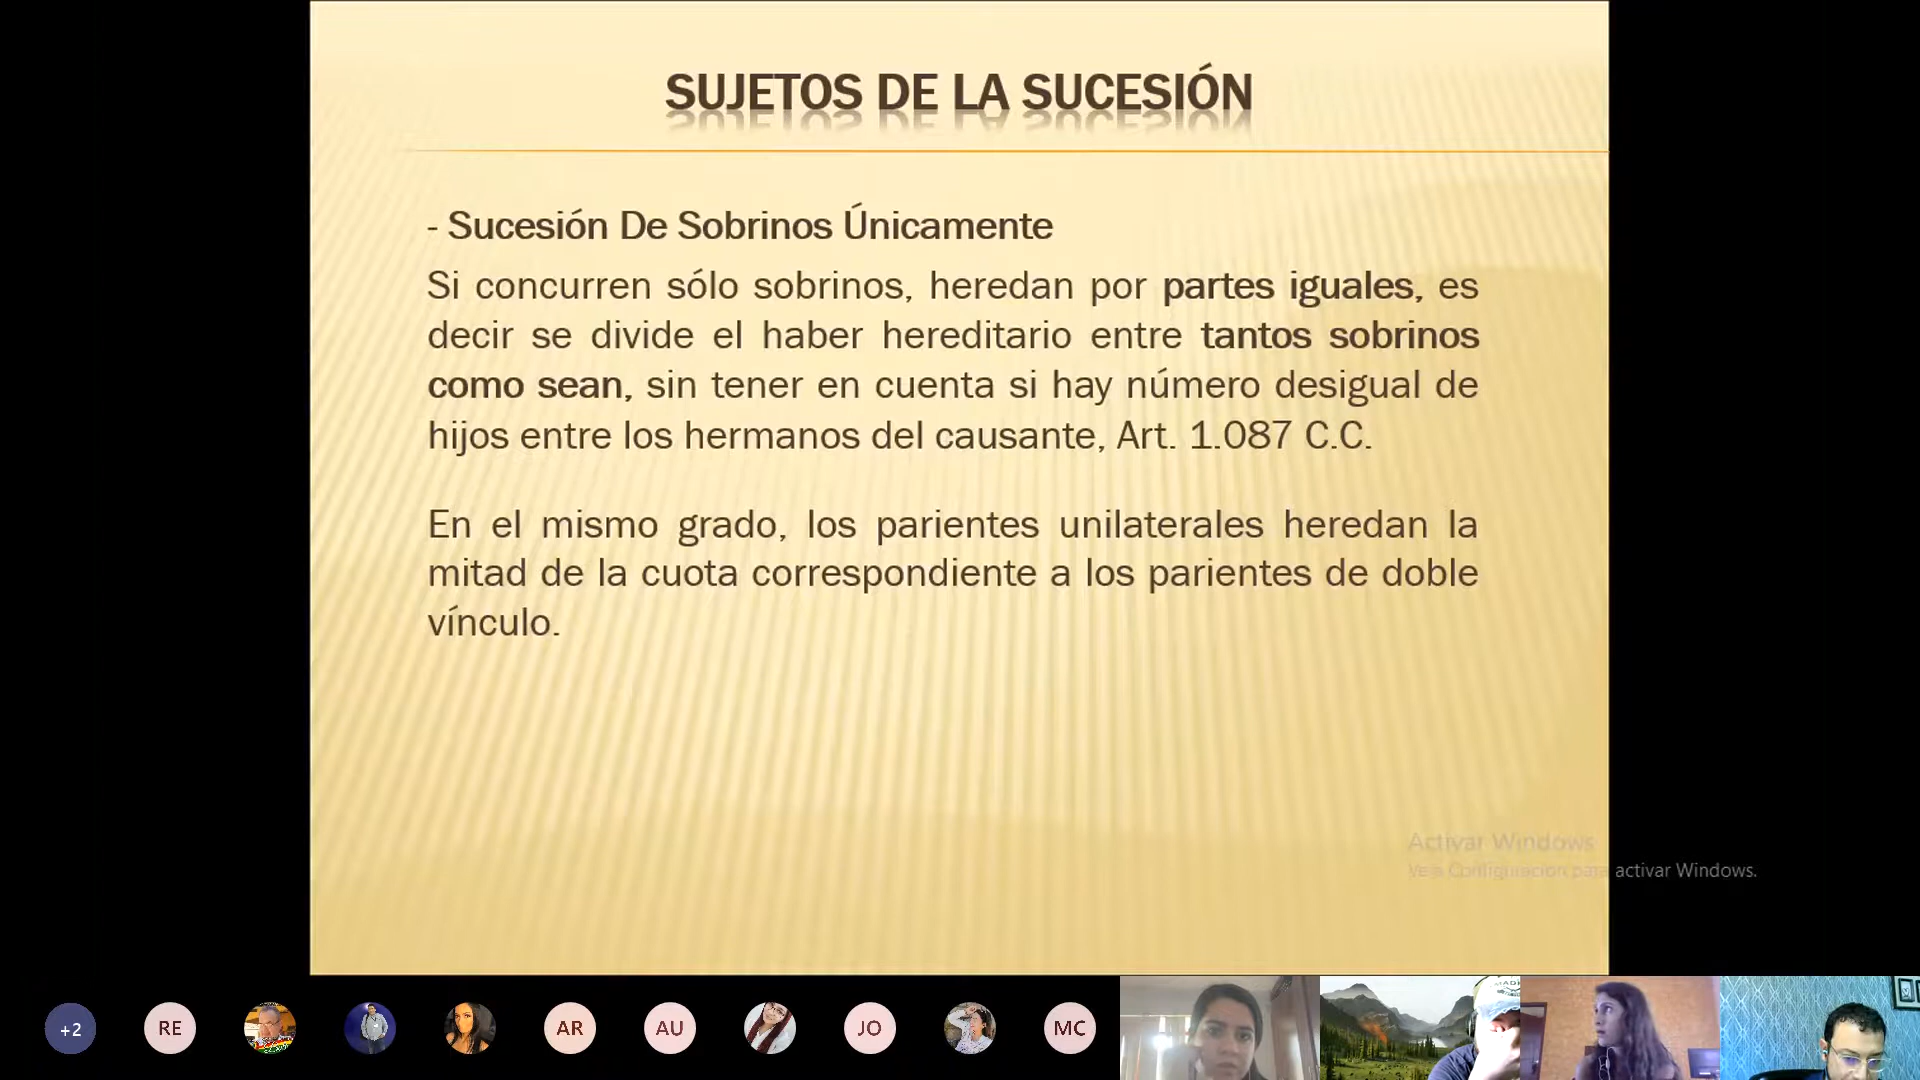 SUJETOS DE LA SUCESIÓN
- Sucesión De Sobrinos Únicamente
Si concurren sólo sobrinos, heredan por partes iguales, es
decir se divide el haber hereditario entre tantos sobrinos
como sean, sin tener en cuenta si hay número desigual de
hijos entre los hermanos del causante, Art. 1.087 C.C.
En el mismo grado, los parientes unilaterales heredan la
mitad de la cuota correspondiente a los parientes de doble
vínculo.
Activar Windows
Ve a Configuración para activar Windows.
+2
RE
AR
AU
JO
MC